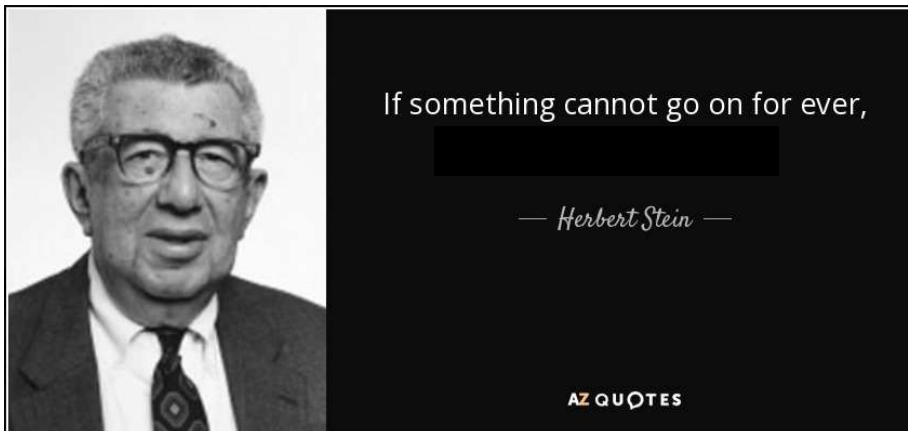 If something cannot go on for ever,
— Herbert Stein —
AZ QUOTES